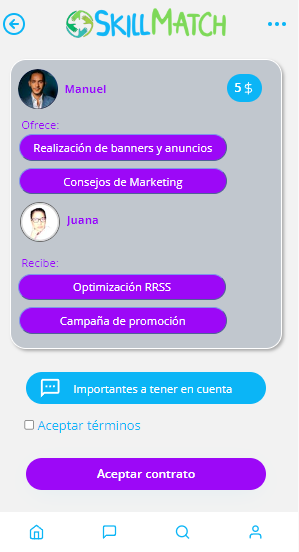 SKILLMATCH
Manuel
5 $
Ofrece:
Realización de banners y anuncios
Consejos de Marketing
Juana
Recibe:
Optimización RRSS
Campaña de promoción
Importantes a tener en cuenta
Aceptar términos
Aceptar contrato